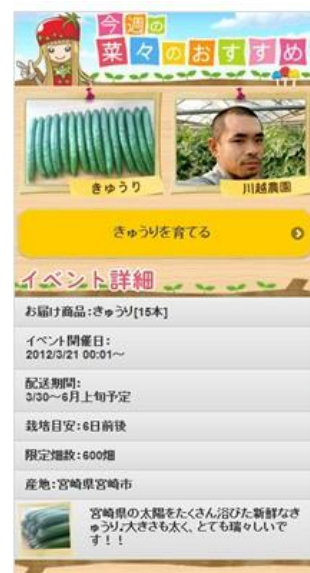 今週の
菜々のおすすめ
きゅうり
川越農園
きゅうりを育てる
イベント詳細
お届け商品:きゅうり[15本]
イベント開催日:
2012/3/21 00:01～
配送期間:
3/30～6月上旬予定
栽培目安:6日前後
限定畑数:600畑
産地:宮崎県宮崎市
宮崎県の太陽をたくさん浴びた新鮮なき
ゅうり♪大きさも太く、とても瑞々しいで
す!!